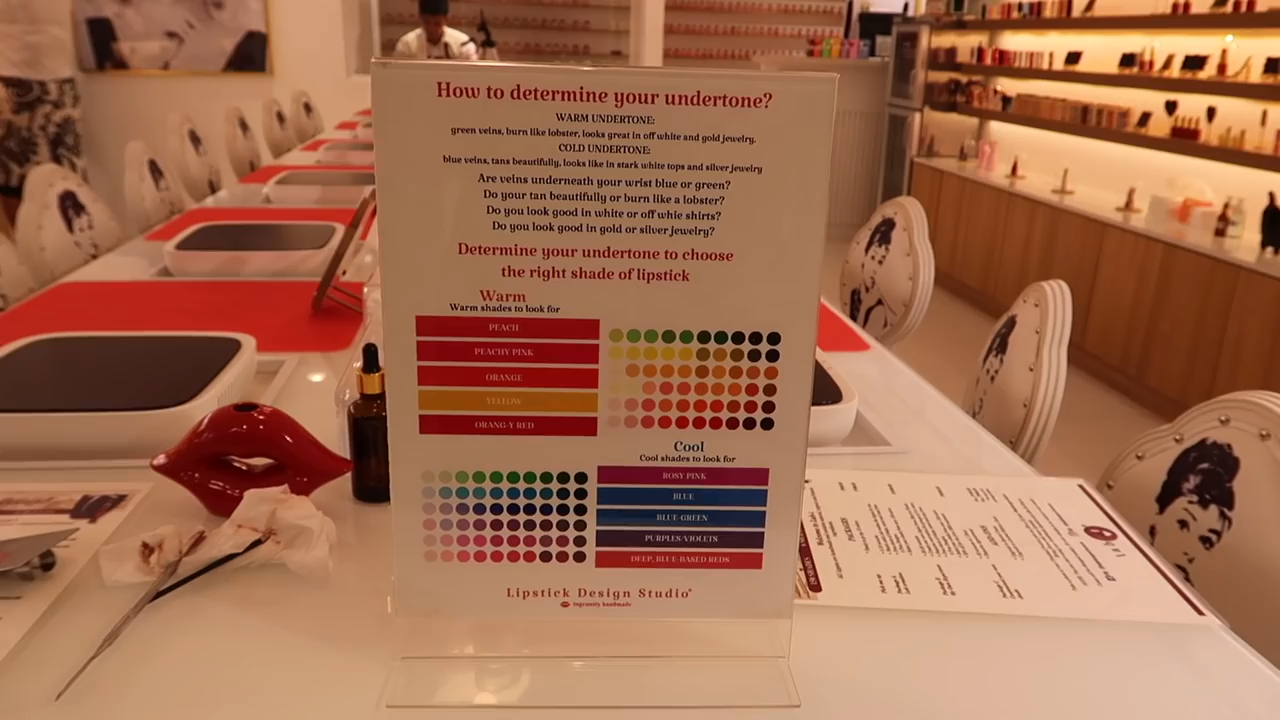 How to determine your undertone?
WARM UNDERTONE:
green veins, burn like lobster, looks great in off white and gold jewelry.
COLD UNDERTONE:
blue veins, tans beautifully, looks like in stark white tops and silver jewelry
Are veins underneath your wrist blue or green?
Do your tan beautifully or burn like a lobster?
Do you look good in white or off whie shirts?
Do you look good in gold or silver jewelry?
Determine your undertone to choose
the right shade of lipstick
Warm
Warm shades to look for
PEACH
PEACHY PINK
ORANGE
YELLOW
ORANG-Y RED
Cool
Cool shades to look for
ROSY PINK
BLUE
BLUE-GREEN
PURPLES/VIOLETS
DEEP, BLUE-BASED REDS
Lipstick Design Studio
ingenuity handmade